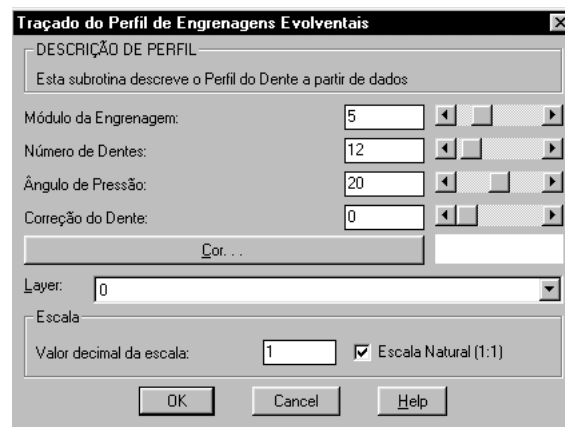 Traçado do Perfil de Engrenagens Evolventais
DESCRIÇÃO DE PERFIL
Esta subrotina descreve o Perfil do Dente a partir de dados
Módulo da Engrenagem: 5
Número de Dentes: 12
Ângulo de Pressão: 20
Correção do Dente: 0
Cor. . .
Layer: 0
Escala
Valor decimal da escala: 1 Escala Natural (1:1)
OK Cancel Help